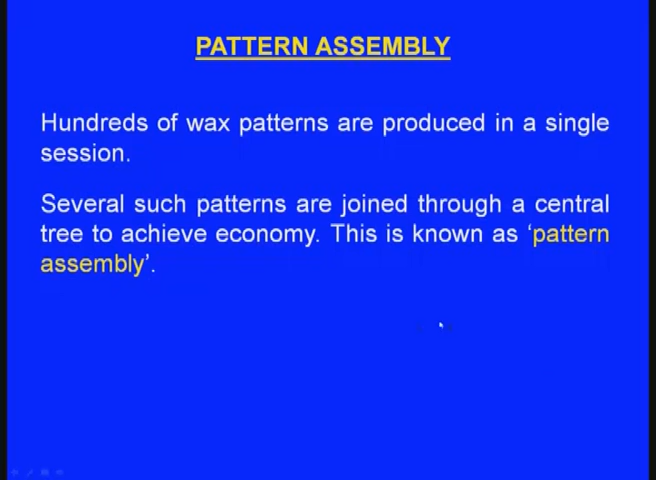 PATTERN ASSEMBLY
Hundreds of wax patterns are produced in a single
session.
Several such patterns are joined through a central
tree to achieve economy. This is known as ‘pattern
assembly’.